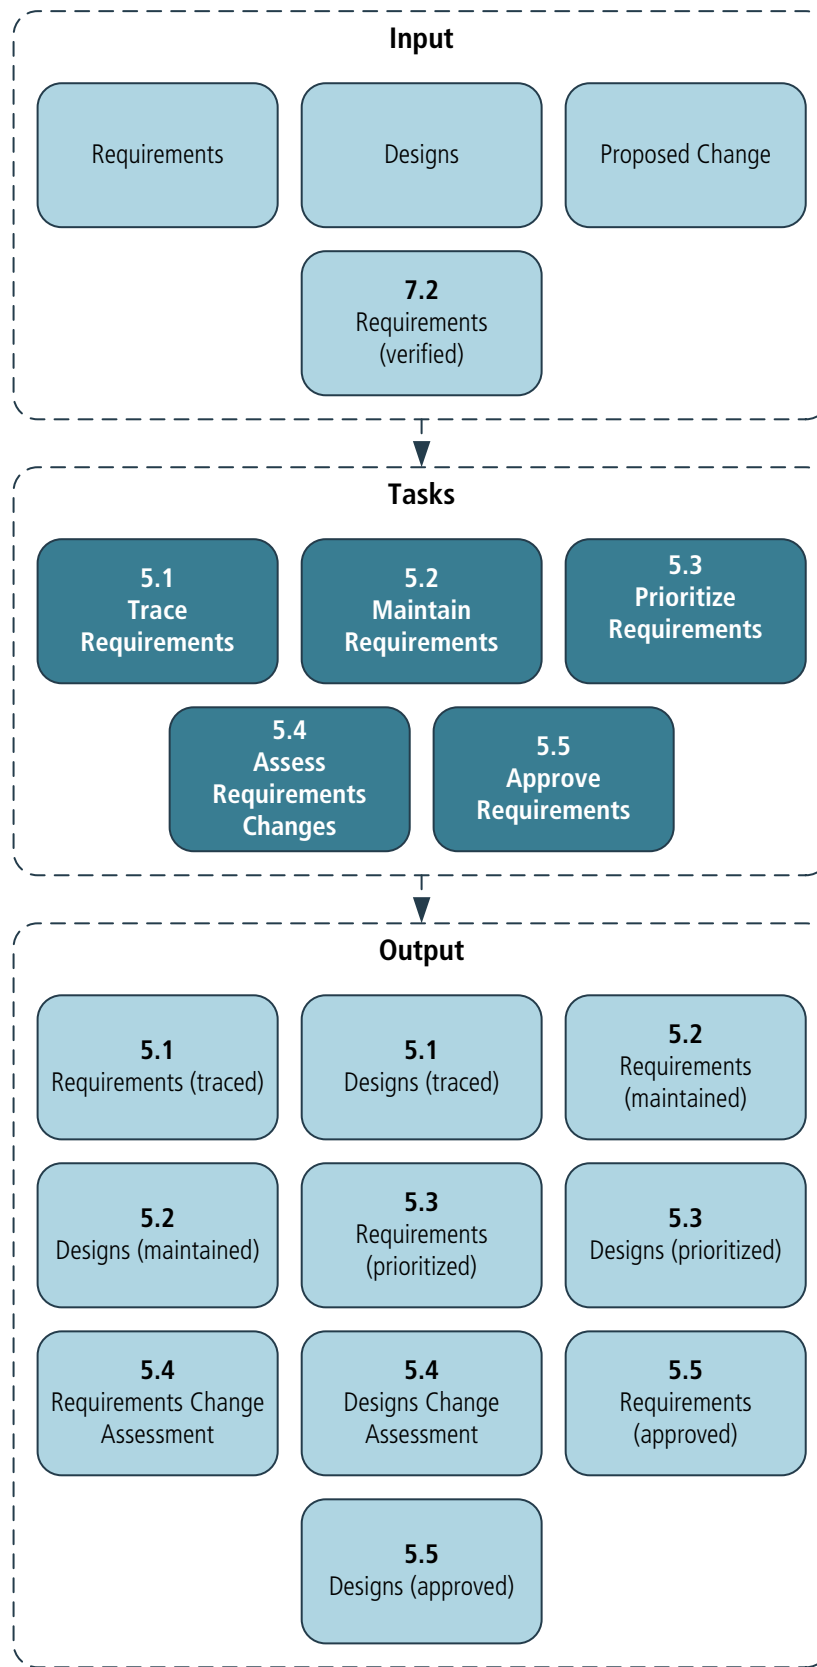 Input
Requirements
Designs
Proposed Change
7.2
Requirements
(verified)
Tasks
5.1
Trace
Requirements
5.2
Maintain
Requirements
5.3
Prioritize
Requirements
5.4
Assess
Requirements
Changes
5.5
Approve
Requirements
Output
5.1
Requirements (traced)
5.1
Designs (traced)
5.2
Requirements
(maintained)
5.2
Designs (maintained)
5.3
Requirements
(prioritized)
5.3
Designs (prioritized)
5.4
Requirements Change
Assessment
5.4
Designs Change
Assessment
5.5
Requirements
(approved)
5.5
Designs (approved)